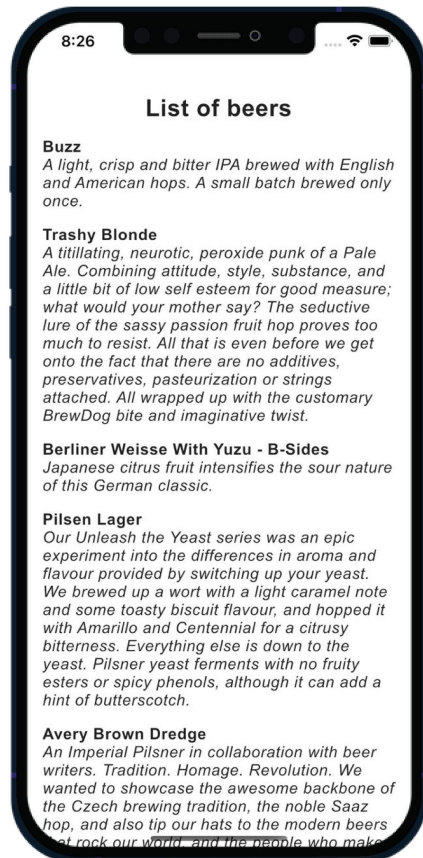 8:26
List of beers
Buzz
A light, crisp and bitter IPA brewed with English
and American hops. A small batch brewed only
once.
Trashy Blonde
A titillating, neurotic, peroxide punk of a Pale
Ale. Combining attitude, style, substance, and
a little bit of low self esteem for good measure;
what would your mother say? The seductive
lure of the sassy passion fruit hop proves too
much to resist. All that is even before we get
onto the fact that there are no additives,
preservatives, pasteurization or strings
attached. All wrapped up with the customary
BrewDog bite and imaginative twist.
Berliner Weisse With Yuzu - B-Sides
Japanese citrus fruit intensifies the sour nature
of this German classic.
Pilsen Lager
Our Unleash the Yeast series was an epic
experiment into the differences in aroma and
flavour provided by switching up your yeast.
We brewed up a wort with a light caramel note
and some toasty biscuit flavour, and hopped it
with Amarillo and Centennial for a citrusy
bitterness. Everything else is down to the
yeast. Pilsner yeast ferments with no fruity
esters or spicy phenols, although it can add a
hint of butterscotch.
Avery Brown Dredge
An Imperial Pilsner in collaboration with beer
writers. Tradition. Homage. Revolution. We
wanted to showcase the awesome backbone of
the Czech brewing tradition, the noble Saaz
hop, and also tip our hats to the modern beers
that rock our world, and the people who make